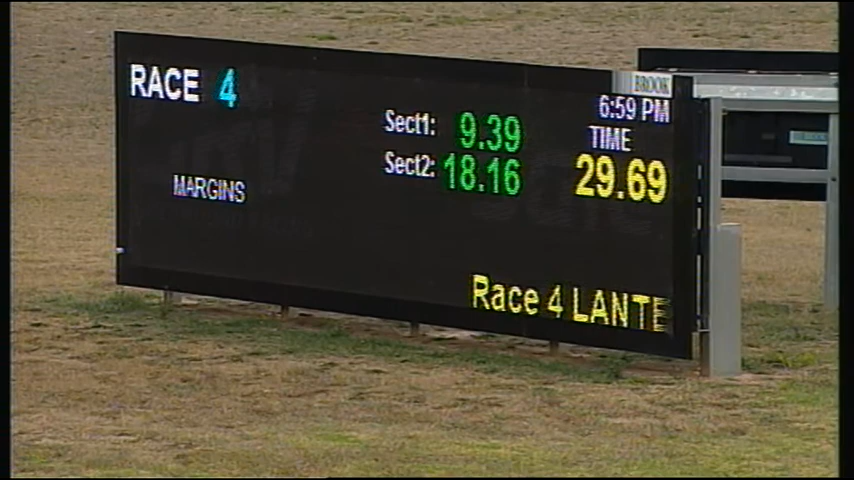 BROOK
RACE 4
6:59 PM
Sect1: 9.39
TIME
Sect2: 18.16
29.69
MARGINS
Race 4 LANTE